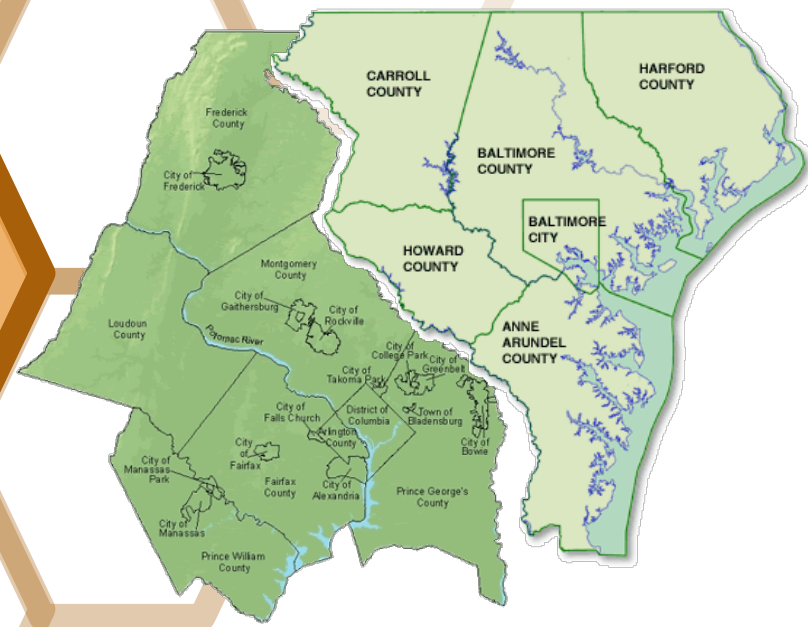 CARROLL
COUNTY
HARFORD
COUNTY
BALTIMORE
COUNTY
BALTIMORE
CITY
HOWARD
COUNTY
ANNE
ARUNDEL
COUNTY
Frederick
County
City of
Frederick
Montgomery
County
City of
Gaithersburg
City of
Rockville
Loudoun
County
Potomac River
City of
College Park
City of
Greenbelt
City of
Takoma Park
City of
Falls Church
District of
Columbia
Town of
Bladensburg
Arlington
County
City of
Bowie
City
of
Fairfax
City of
Manassas
Park
Fairfax
County
City of
Alexandria
Prince George's
County
City of
Manassas
Prince William
County